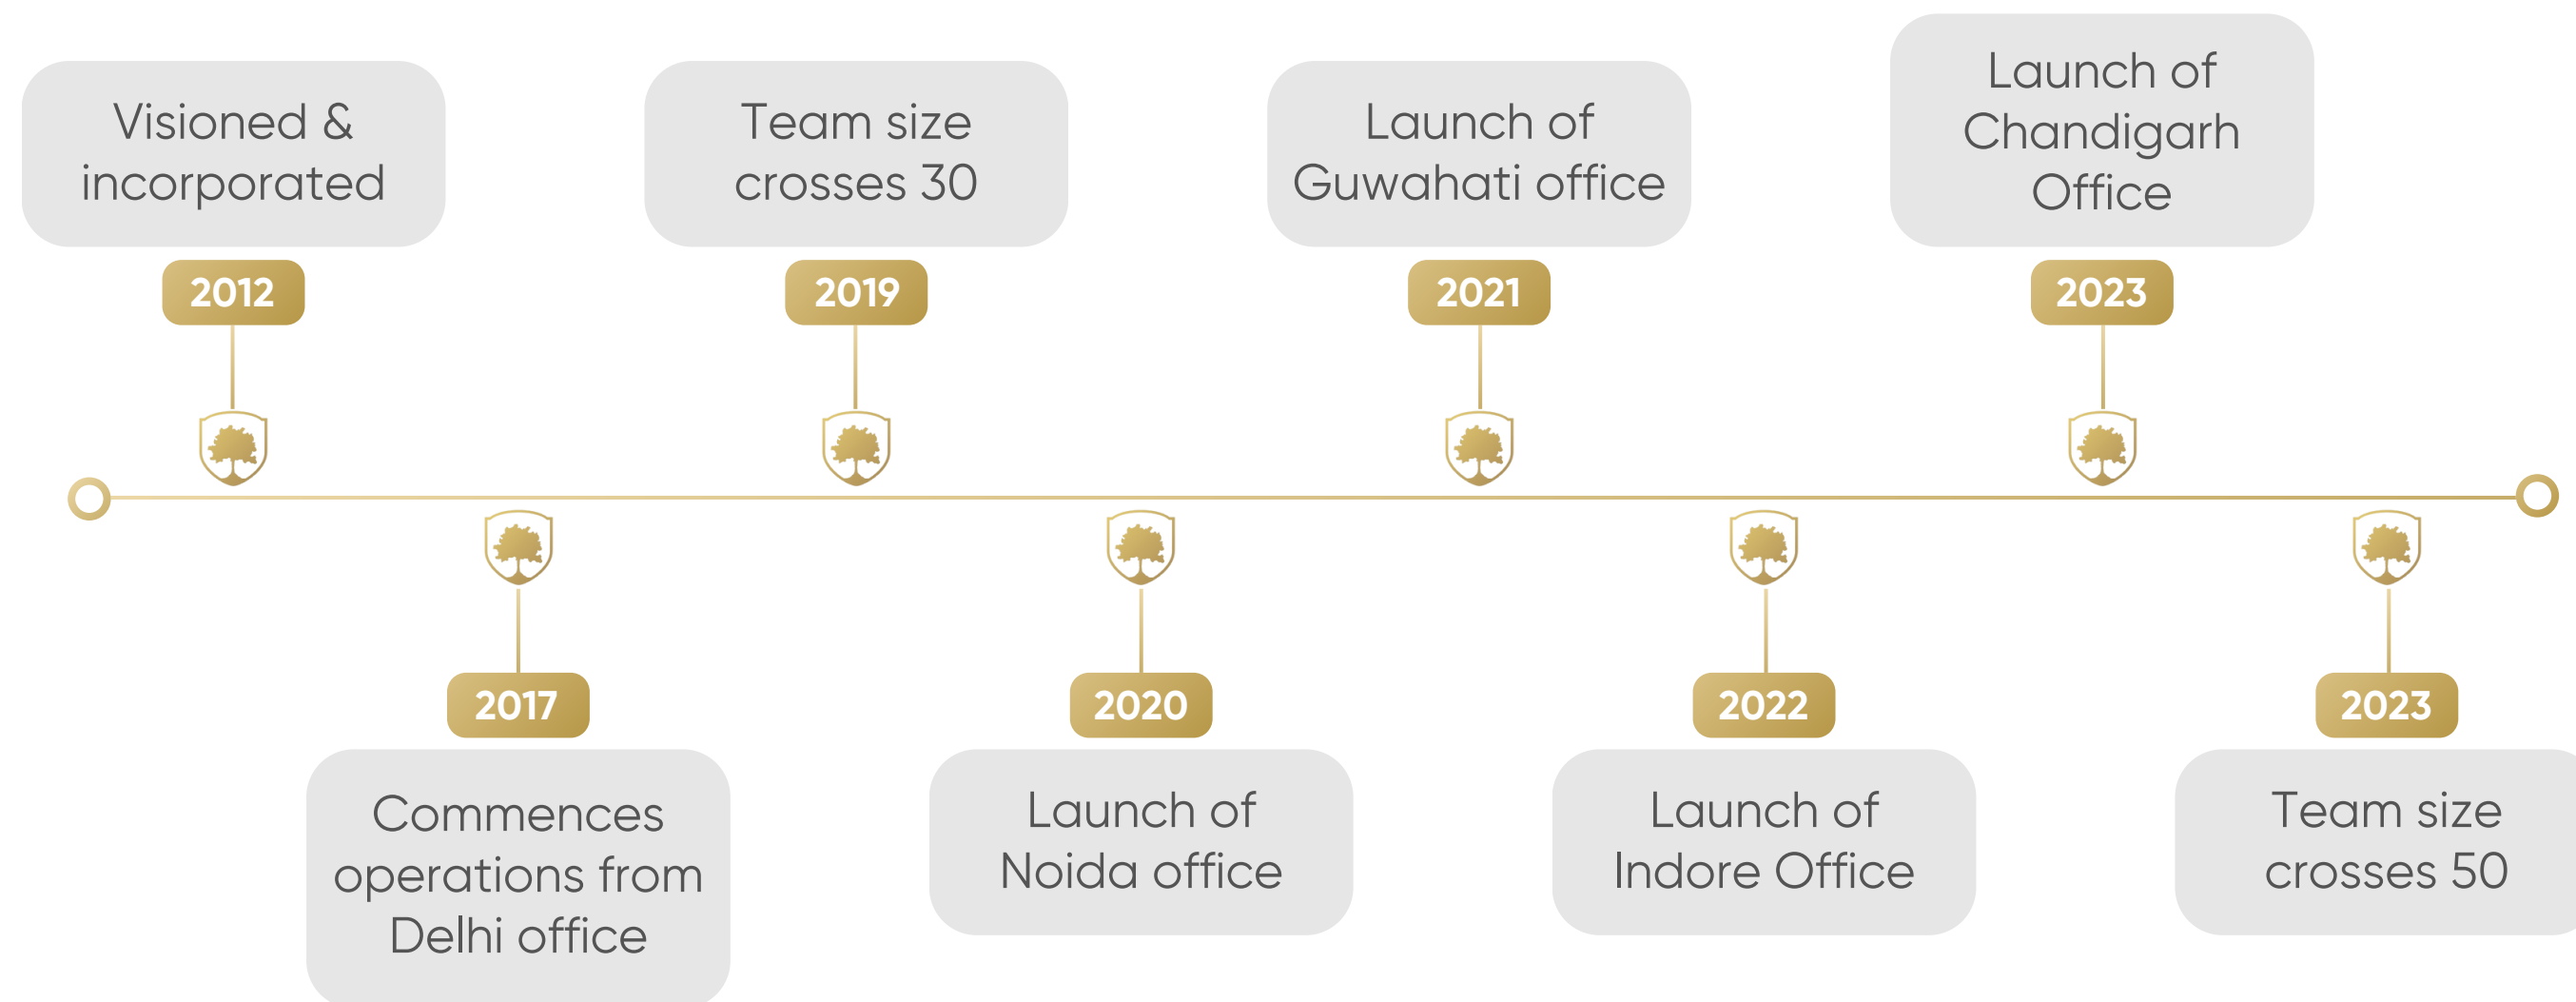 Visioned &
incorporated
2012
2017
Commences
operations from
Delhi office
Team size
crosses 30
2019
2020
Launch of
Noida office
Launch of
Guwahati office
2021
2022
Launch of
Indore Office
Launch of
Chandigarh
Office
2023
2023
Team size
crosses 50